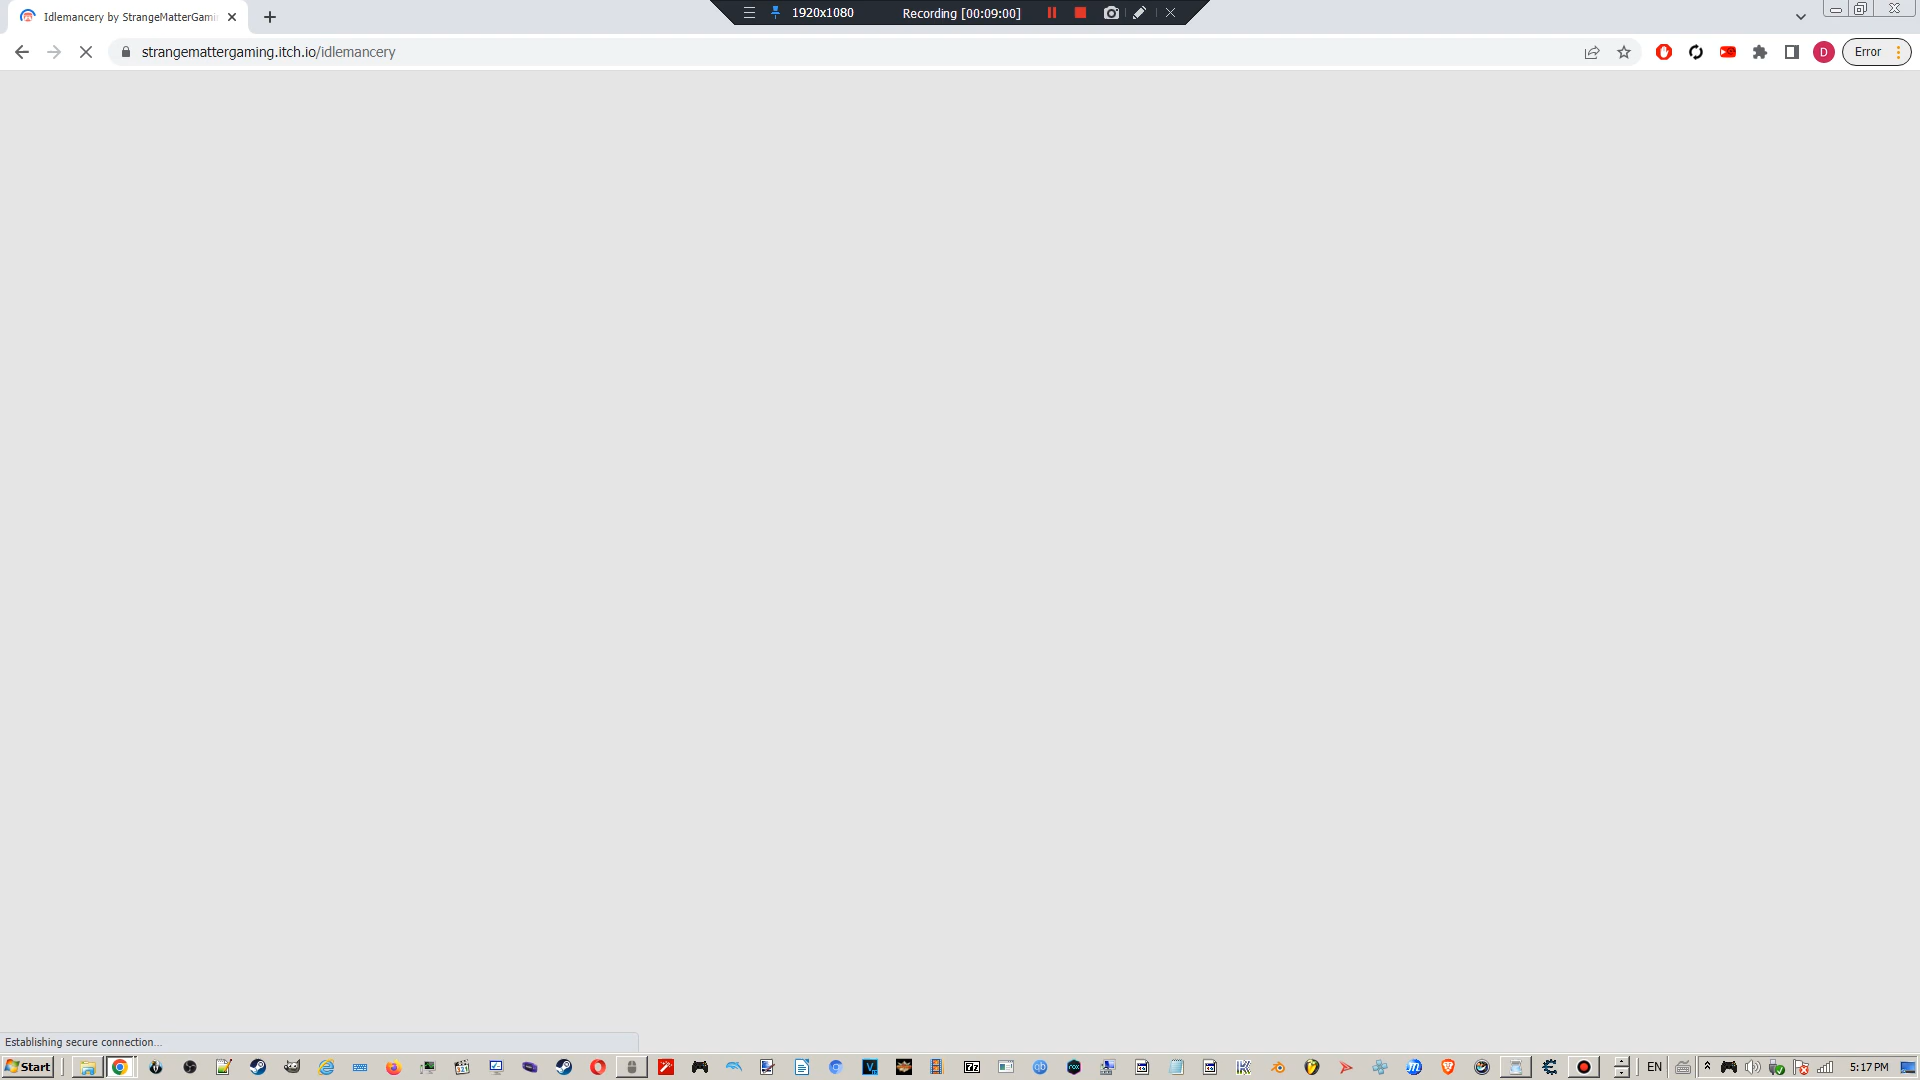 Idlemancery by StrangeMatterGami
1920x1080
Recording [00:09:00]
strangemattergaming.itch.io/idlemancery
D
Error
Establishing secure connection...
Start
EN
5:17 PM